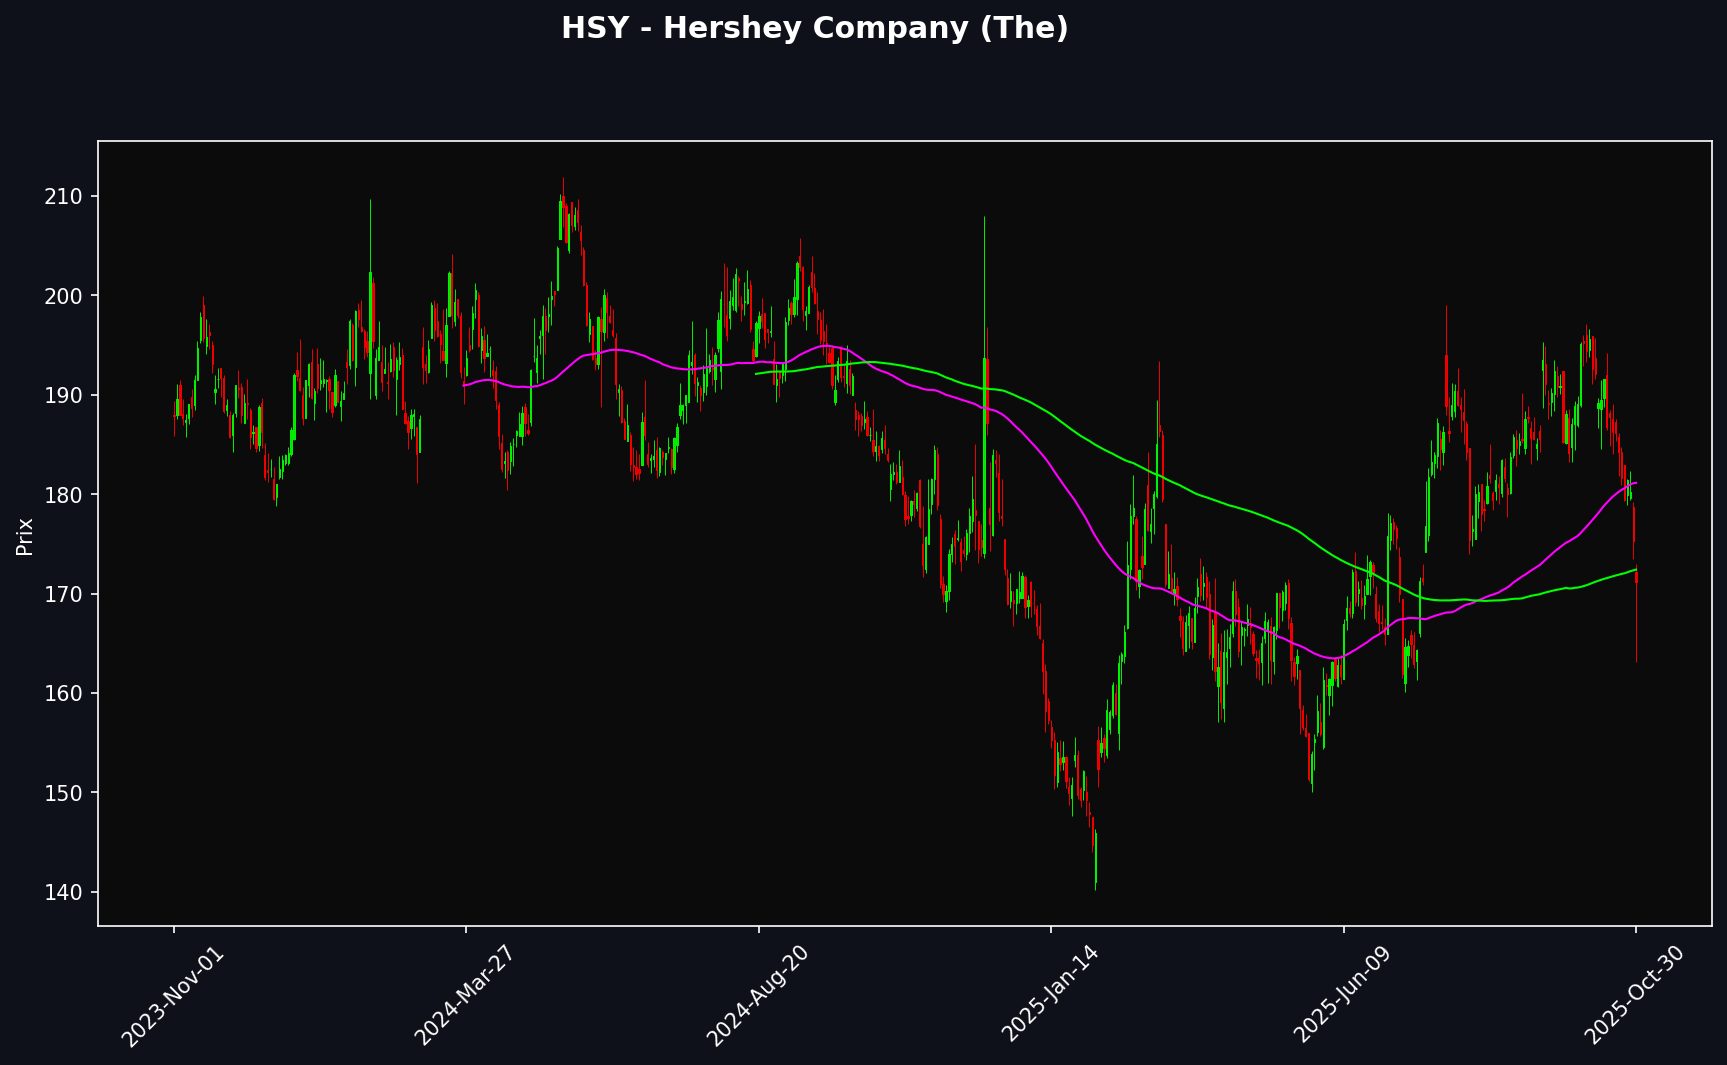 HSY - Hershey Company (The)
Prix
210
200
190
180
170
160
150
140
2023-Nov-01
2024-Mar-27
2024-Aug-20
2025-Jan-14
2025-Jun-09
2025-Oct-30